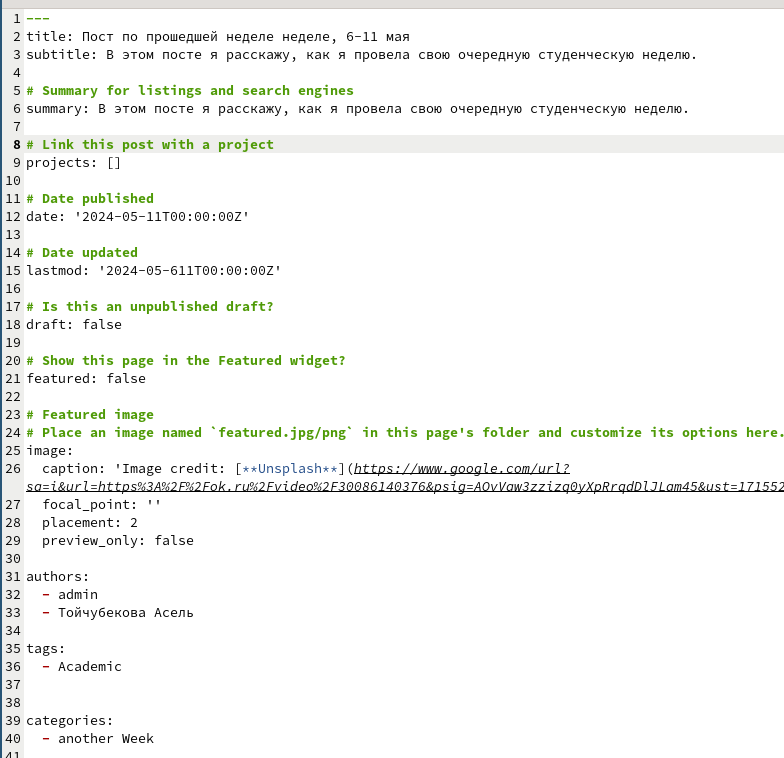 1 ---
2 title: Пост по прошедшей неделе неделе, 6-11 мая
3 subtitle: В этом посте я расскажу, как я провела свою очередную студенческую неделю.
4
5 # Summary for listings and search engines
6 summary: В этом посте я расскажу, как я провела свою очередную студенческую неделю.
7
8 # Link this post with a project
9 projects: []
10
11 # Date published
12 date: '2024-05-11T00:00:00Z'
13
14 # Date updated
15 lastmod: '2024-05-611T00:00:00Z'
16
17 # Is this an unpublished draft?
18 draft: false
19
20 # Show this page in the Featured widget?
21 featured: false
22
23 # Featured image
24 # Place an image named `featured.jpg/png` in this page's folder and customize its options here.
25 image:
26   caption: 'Image credit: [**Unsplash**](https://www.google.com/url?
sa=i&url=https%3A%2F%2Fok.ru%2Fvideo%2F30086140376&psig=AOvVaw3zzizq0yXpRrqdDlJLam45&ust=171552
27   focal_point: ''
28   placement: 2
29   preview_only: false
30
31 authors:
32   - admin
33   - Тойчубекова Асель
34
35 tags:
36   - Academic
37
38
39 categories:
40   - another Week
41